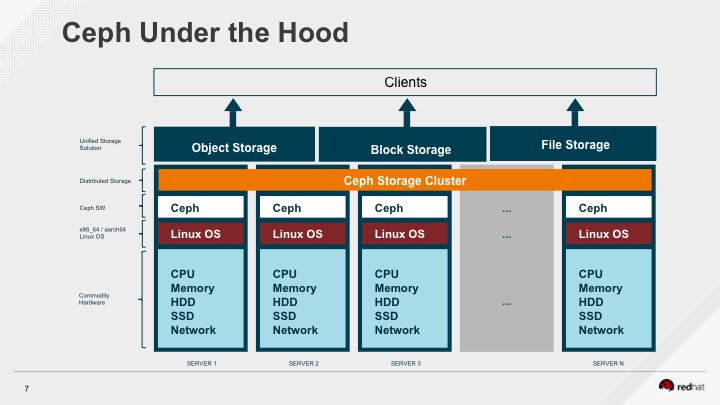 Ceph Under the Hood
Clients
Unified Storage
Solution
Object Storage
Block Storage
File Storage
Distributed Storage
Ceph Storage Cluster
Ceph SW
Ceph
Ceph
Ceph
...
Ceph
x86_64 / aarch64
Linux OS
Linux OS
Linux OS
Linux OS
...
Linux OS
Commodity
Hardware
CPU
Memory
HDD
SSD
Network
CPU
Memory
HDD
SSD
Network
CPU
Memory
HDD
SSD
Network
...
CPU
Memory
HDD
SSD
Network
SERVER 1
SERVER 2
SERVER 3
SERVER N
7
redhat.